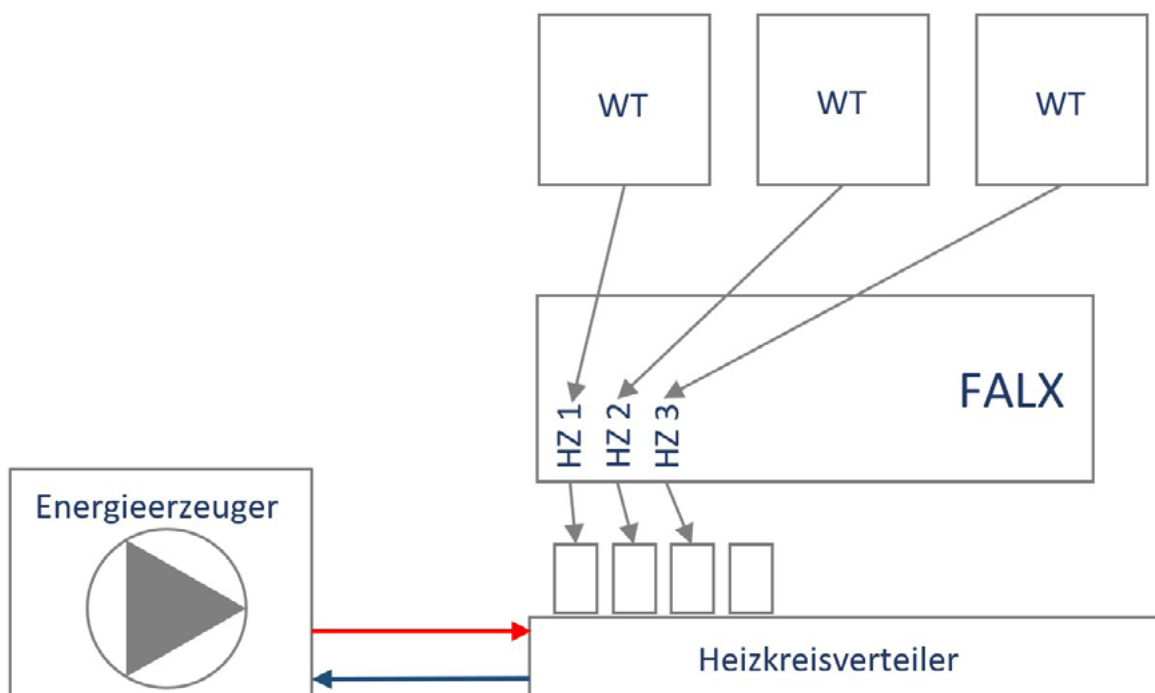 WT
WT
WT
FALX
HZ 1
HZ 2
HZ 3
Energieerzeuger
Heizkreisverteiler